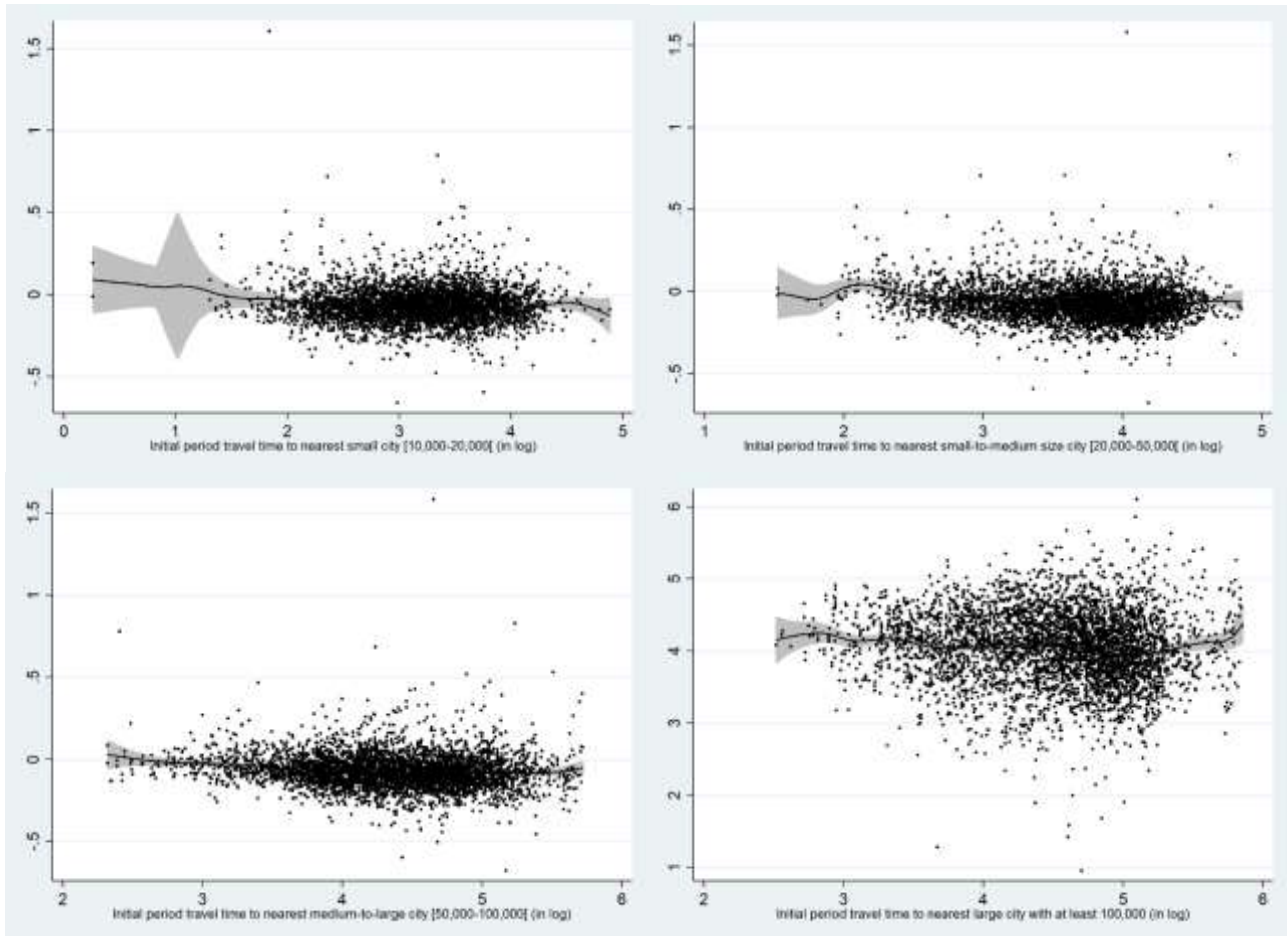 1.5
1
.5
0
-.5
0 1 2 3 4 5
Initial period travel time to nearest small city [10,000-20,000[ (in log)
1.5
1
.5
0
-.5
1 2 3 4 5
Initial period travel time to nearest small-to-medium size city [20,000-50,000[ (in log)
1.5
1
.5
0
-.5
2 3 4 5 6
Initial period travel time to nearest medium-to-large city [50,000-100,000[ (in log)
6
5
4
3
2
1
2 3 4 5 6
Initial period travel time to nearest large city with at least 100,000 (in log)